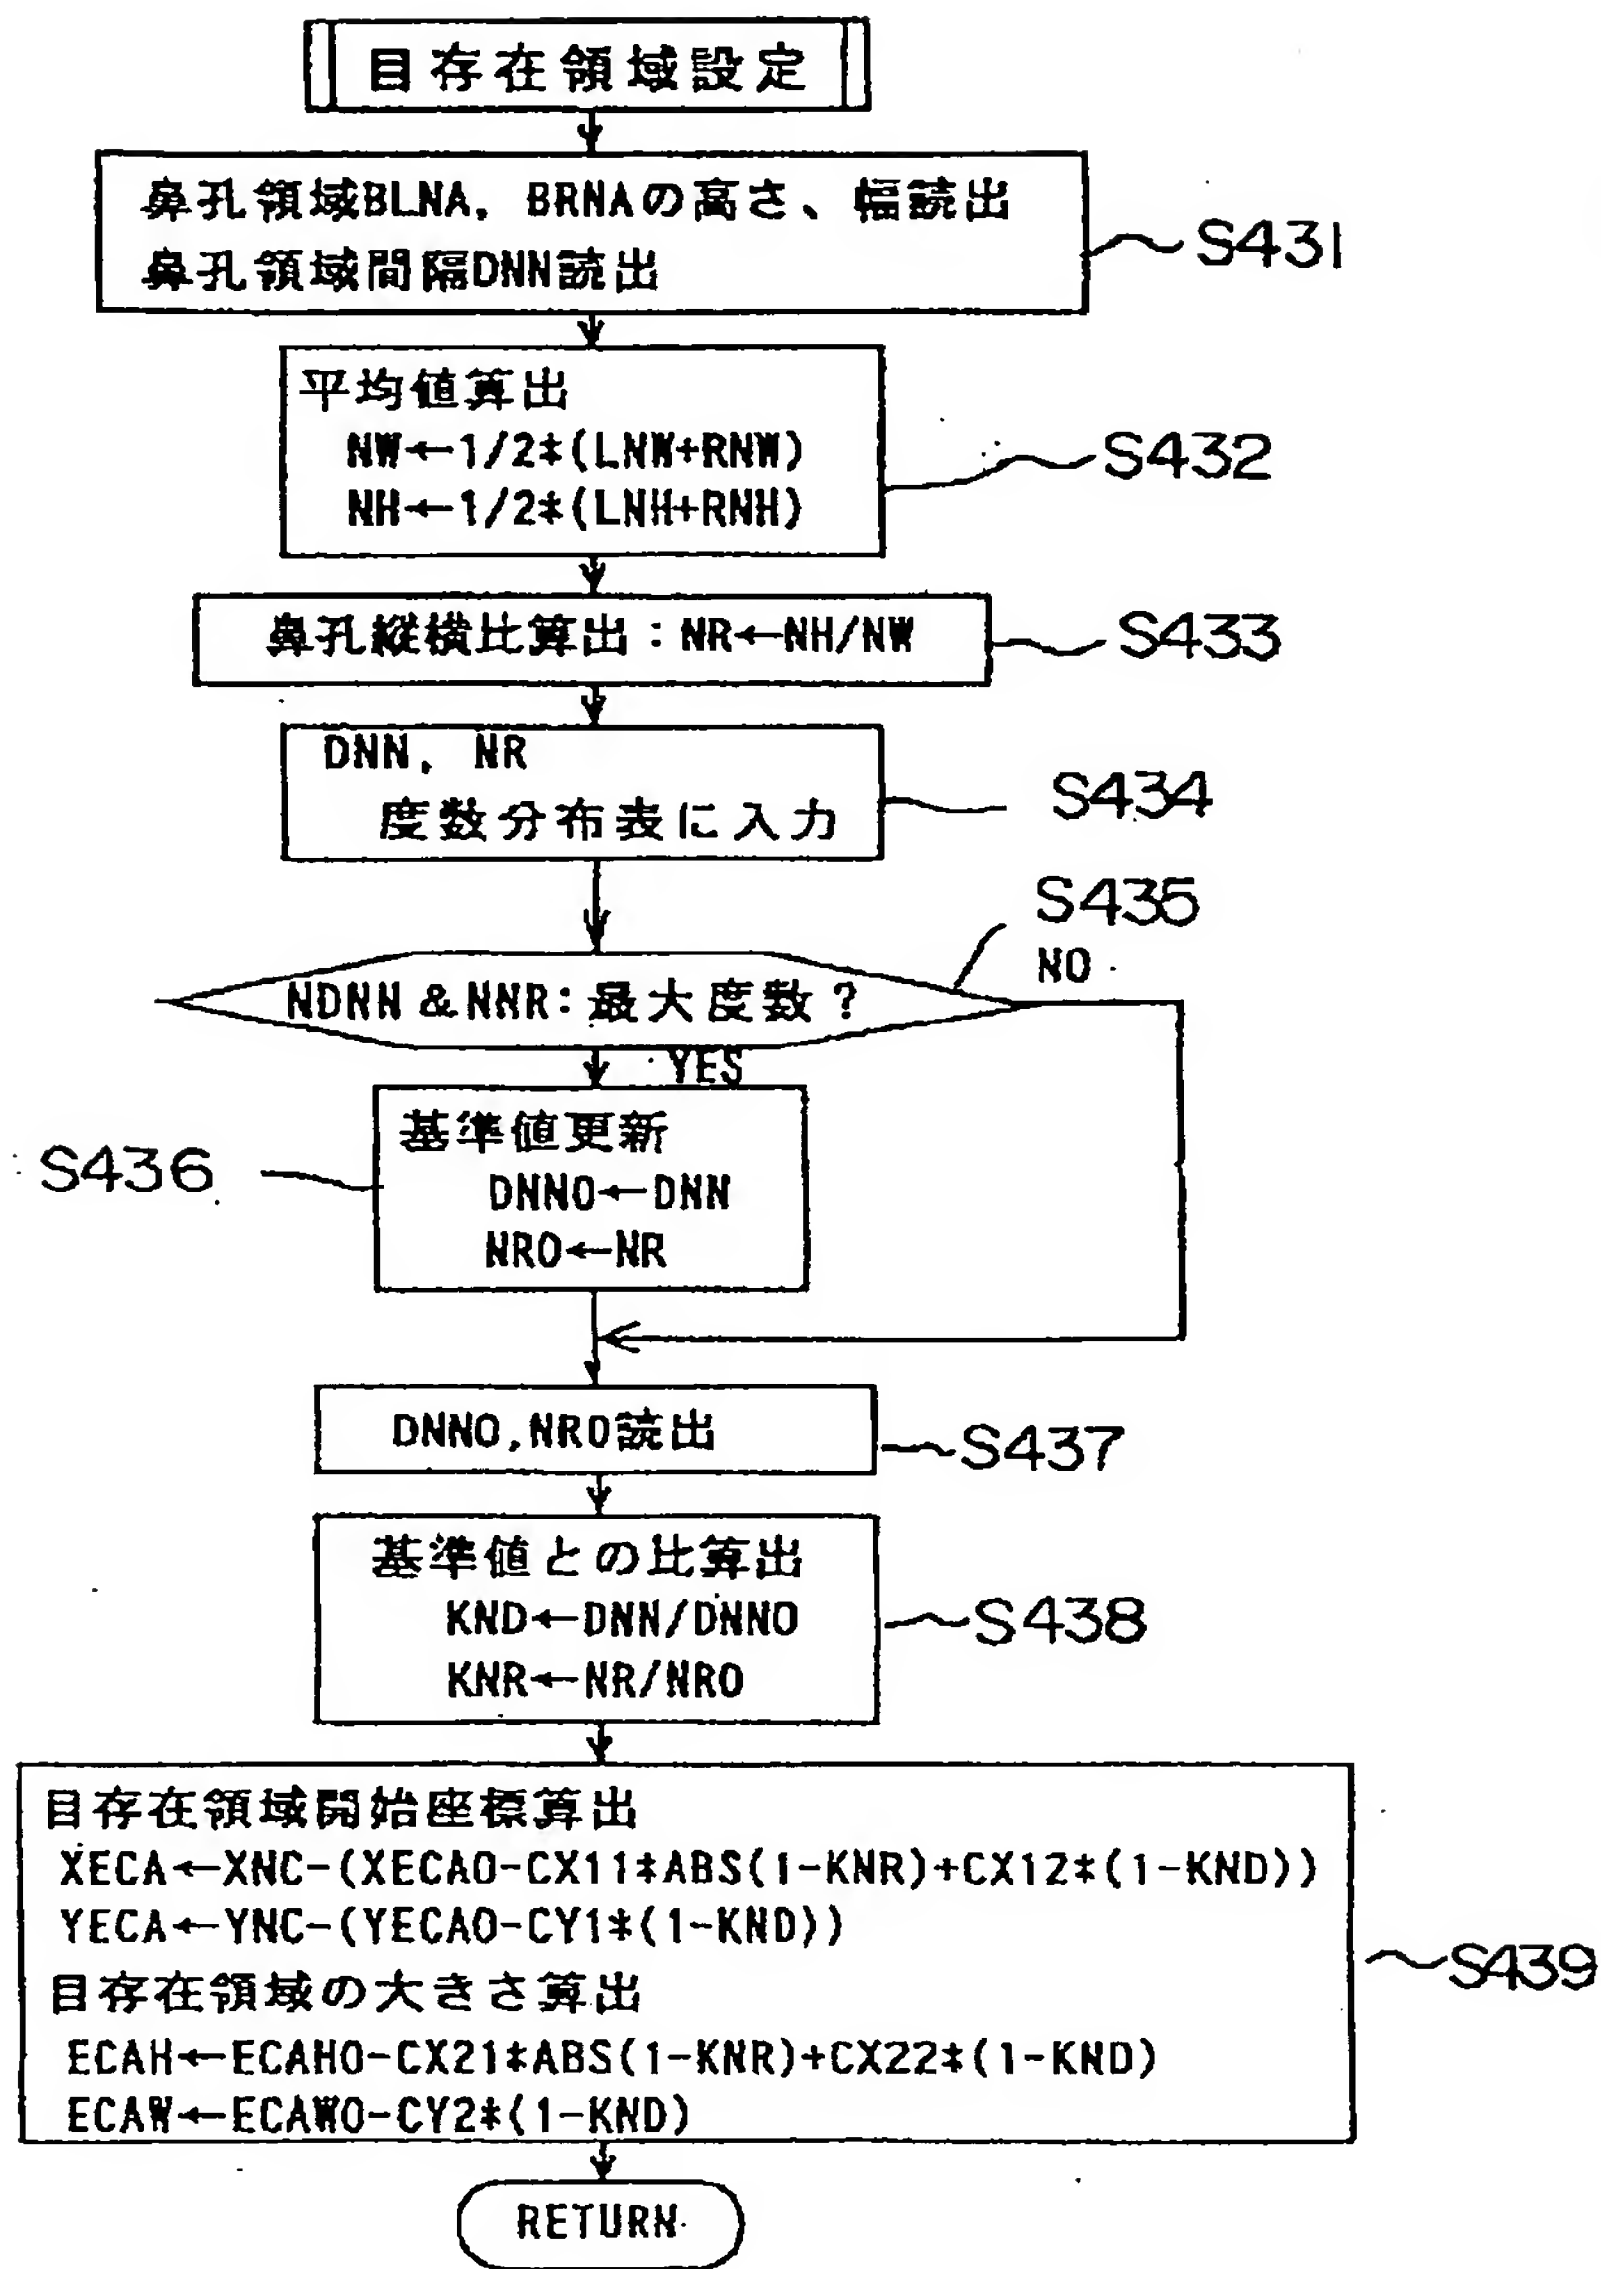 目存在領域設定
鼻孔領域BLNA, BRNAの高さ、幅読出
鼻孔領域間隔DNN読出
S431
平均値算出
NW←1/2*(LNW+RNW)
NH←1/2*(LNH+RNH)
S432
鼻孔縦横比算出:NR←NH/NW
S433
DNN, NR
度数分布表に入力
S434
S435
NO
NDNN&NNR:最大度数?
YES
基準値更新
DNNO←DNN
NRO←NR
S436
DNNO,NRO読出
S437
基準値との比算出
KND←DNN/DNNO
KNR←NR/NRO
S438
目存在領域開始座標算出
XECA←XNC-(XECAO-CX11*ABS(1-KNR)+CX12*(1-KND))
YECA←YNC-(YECAO-CY1*(1-KND))
目存在領域の大きさ算出
ECAH←ECAHO-CX21*ABS(1-KNR)+CX22*(1-KND)
ECAW←ECAWO-CY2*(1-KND)
S439
RETURN